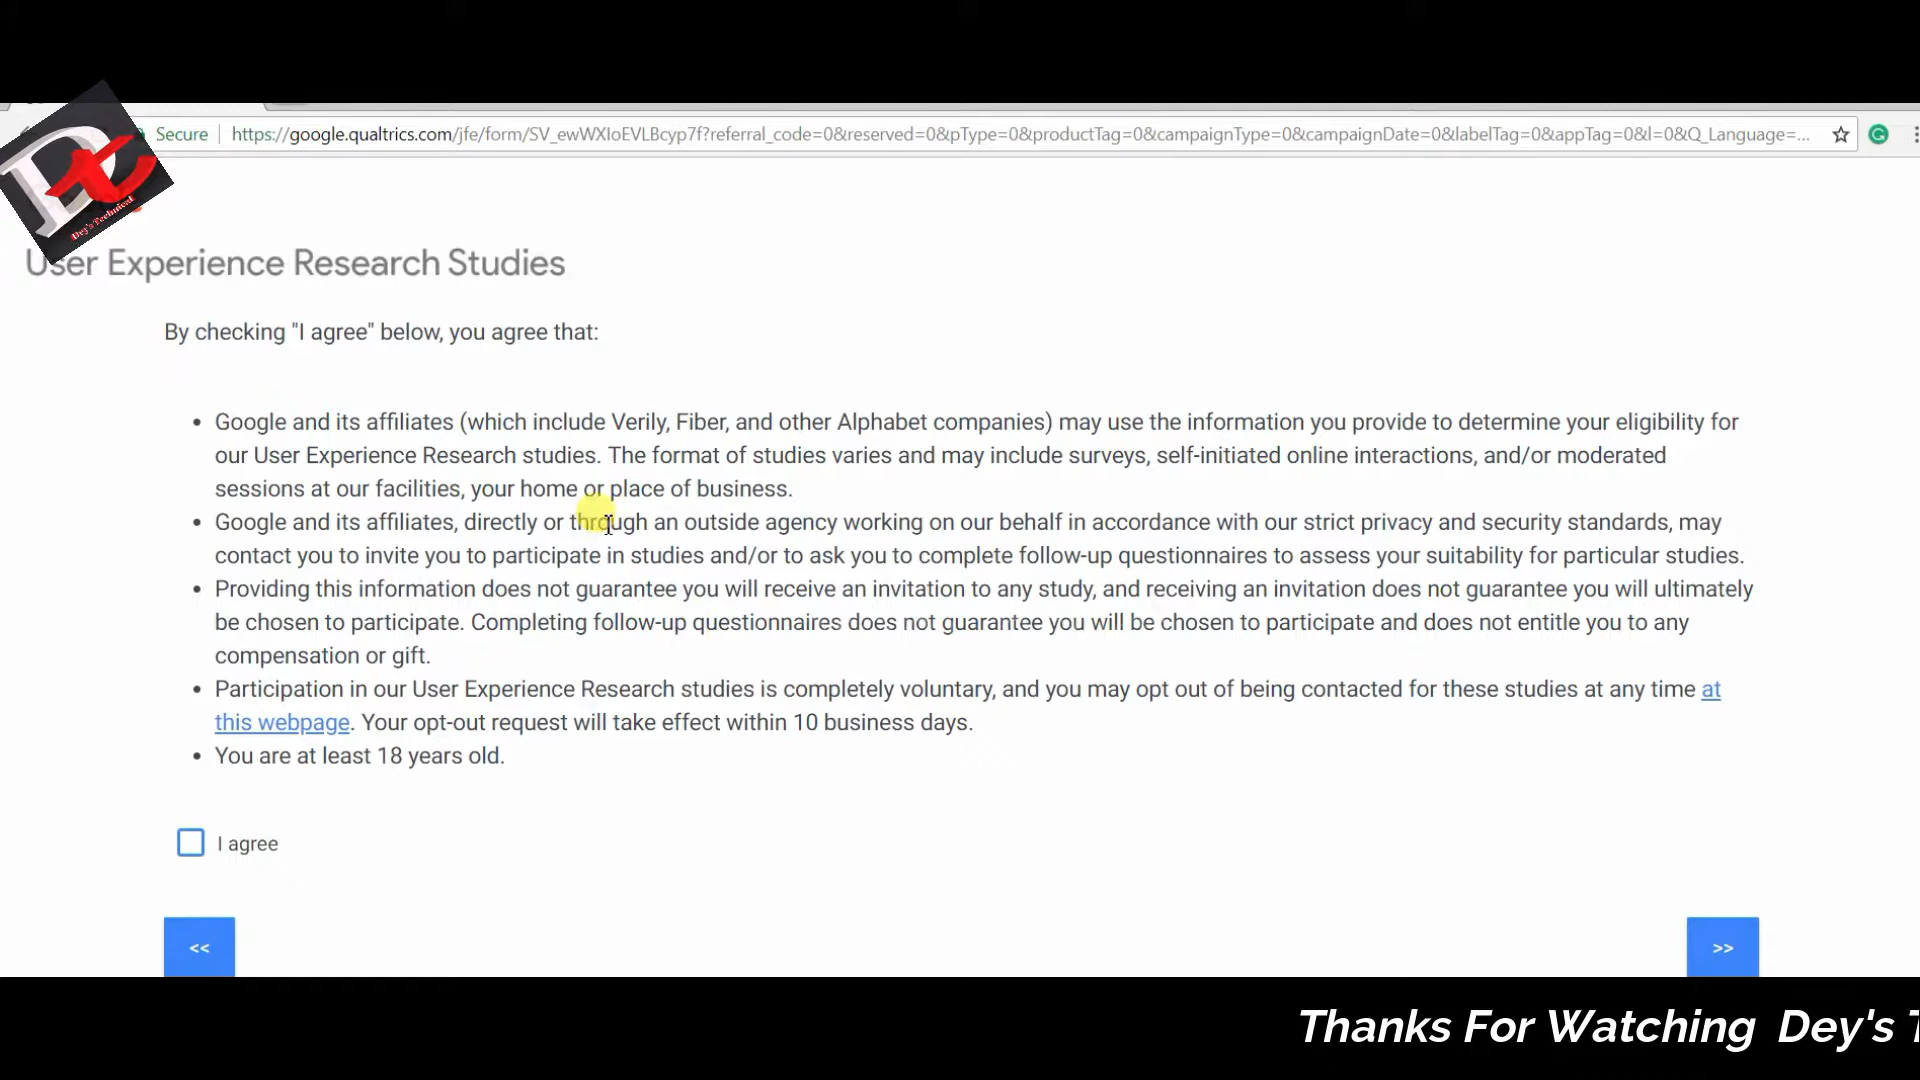 Secure https://google.qualtrics.com/jfe/form/SV_ewWXIoEVLBcyp7f?referral_code=0&reserved=0&pType=0&productTag=0&campaignType=0&campaignDate=0&labelTag=0&appTag=0&l=0&Q_Language=...
Dey's Technical
User Experience Research Studies
By checking "I agree" below, you agree that:
• Google and its affiliates (which include Verily, Fiber, and other Alphabet companies) may use the information you provide to determine your eligibility for
our User Experience Research studies. The format of studies varies and may include surveys, self-initiated online interactions, and/or moderated
sessions at our facilities, your home or place of business.
• Google and its affiliates, directly or through an outside agency working on our behalf in accordance with our strict privacy and security standards, may
contact you to invite you to participate in studies and/or to ask you to complete follow-up questionnaires to assess your suitability for particular studies.
• Providing this information does not guarantee you will receive an invitation to any study, and receiving an invitation does not guarantee you will ultimately
be chosen to participate. Completing follow-up questionnaires does not guarantee you will be chosen to participate and does not entitle you to any
compensation or gift.
• Participation in our User Experience Research studies is completely voluntary, and you may opt out of being contacted for these studies at any time at
this webpage. Your opt-out request will take effect within 10 business days.
• You are at least 18 years old.
I agree
<< >>
Thanks For Watching Dey's T